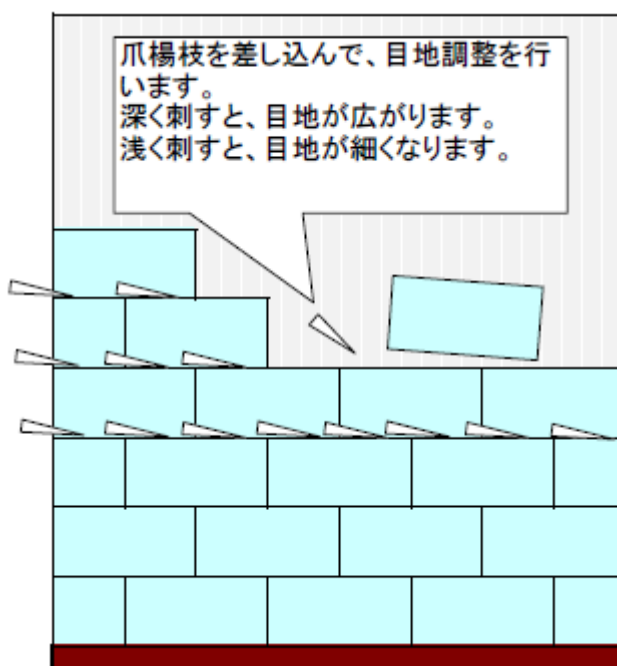 爪楊枝を差し込んで、目地調整を行
います。
深く刺すと、目地が広がります。
浅く刺すと、目地が細くなります。